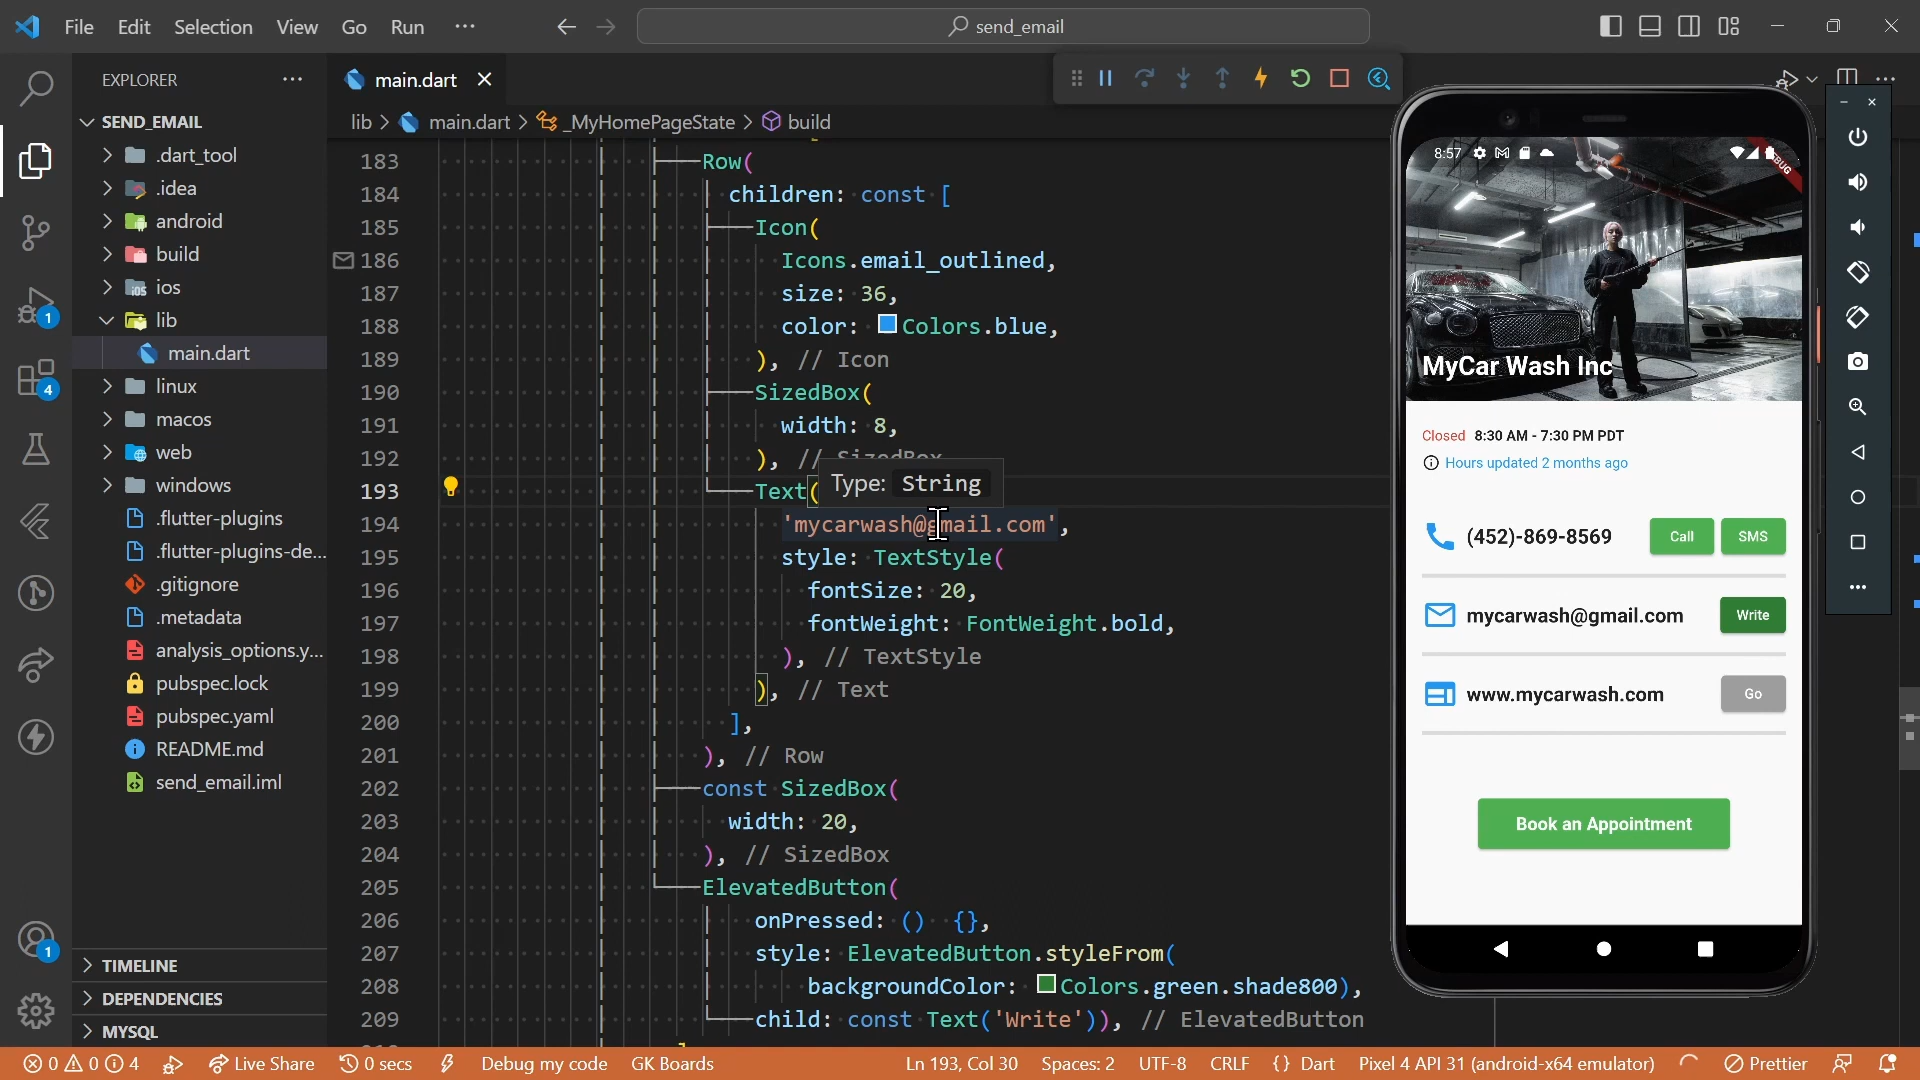 File Edit Selection View Go Run ··· send_email
EXPLORER ···
SEND_EMAIL
.dart_tool
.idea
android
build
ios
lib
main.dart
linux
macos
web
windows
.flutter-plugins
.flutter-plugins-de...
.gitignore
.metadata
analysis_options.y...
pubspec.lock
pubspec.yaml
README.md
send_email.iml
TIMELINE
DEPENDENCIES
MYSQL
1
4
1
main.dart
lib > main.dart > _MyHomePageState > build
183 Row(
184 children: const [
185 Icon(
186 Icons.email_outlined,
187 size: 36,
188 color: Colors.blue,
189 ), // Icon
190 SizedBox(
191 width: 8,
192 ), // SizedBox
Type: String
193 Text(
194 'mycarwash@gmail.com',
195 style: TextStyle(
196 fontSize: 20,
197 fontWeight: FontWeight.bold,
198 ), // TextStyle
199 ), // Text
200 ],
201 ), // Row
202 const SizedBox(
203 width: 20,
204 ), // SizedBox
205 ElevatedButton(
206 onPressed: () {},
207 style: ElevatedButton.styleFrom(
208 backgroundColor: Colors.green.shade800),
209 child: const Text('Write')), // ElevatedButton
8:57
MyCar Wash Inc
Closed 8:30 AM - 7:30 PM PDT
Hours updated 2 months ago
(452)-869-8569 Call SMS
mycarwash@gmail.com Write
www.mycarwash.com Go
Book an Appointment
0 0 4 Live Share 0 secs Debug my code GK Boards Ln 193, Col 30 Spaces: 2 UTF-8 CRLF {} Dart Pixel 4 API 31 (android-x64 emulator) Prettier